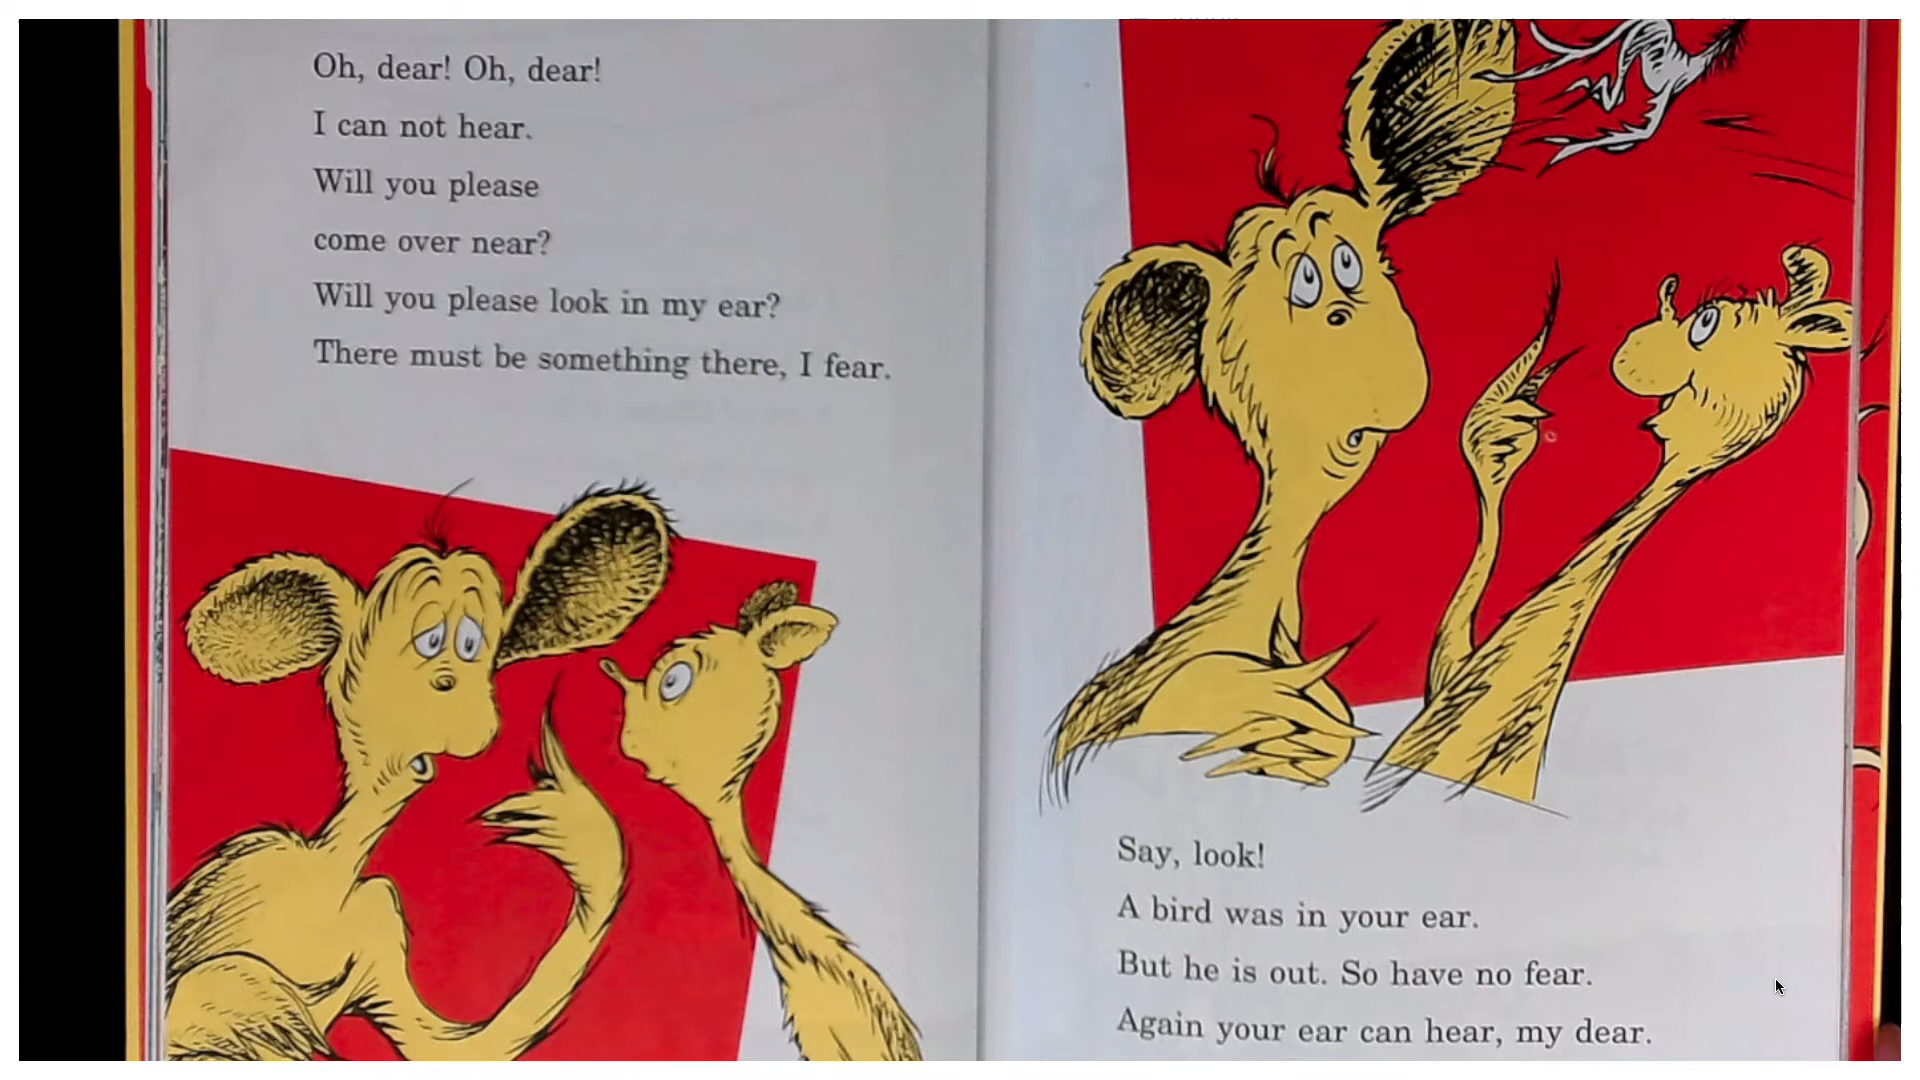 Oh, dear! Oh, dear!
I can not hear.
Will you please
come over near?
Will you please look in my ear?
There must be something there, I fear.
Say, look!
A bird was in your ear.
But he is out. So have no fear.
Again your ear can hear, my dear.